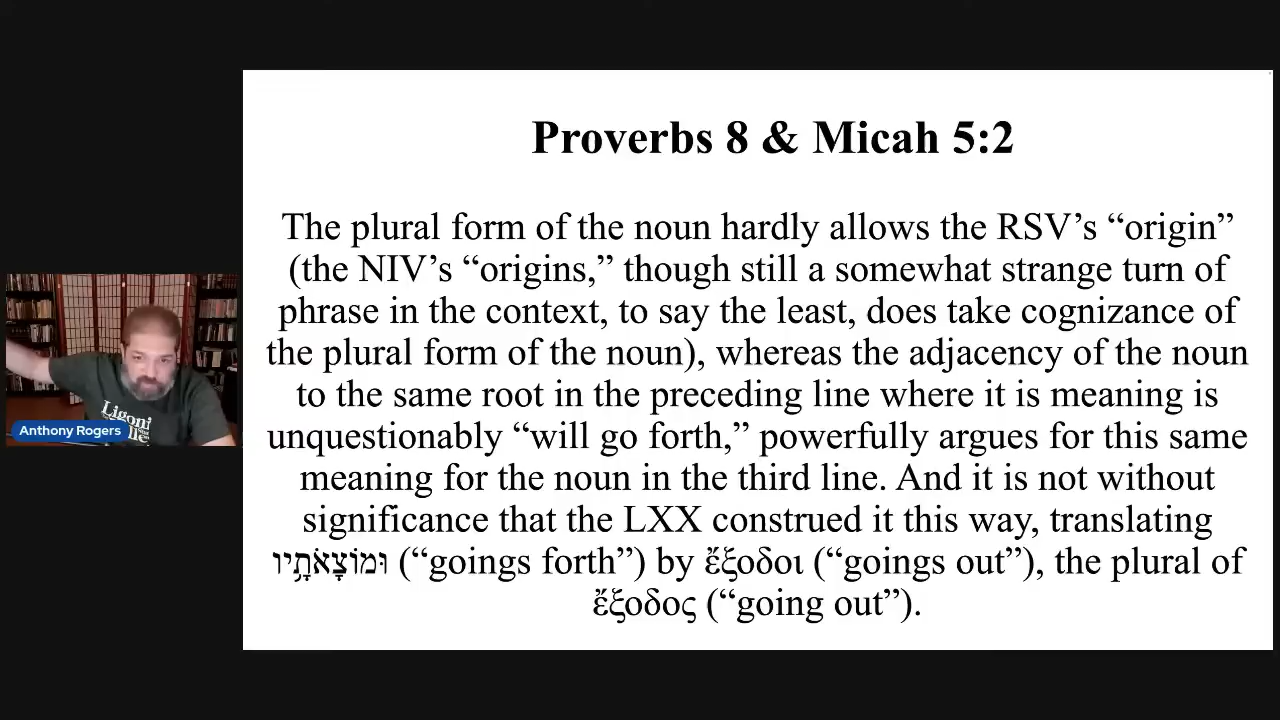 Proverbs 8 & Micah 5:2
The plural form of the noun hardly allows the RSV’s “origin”
(the NIV’s “origins,” though still a somewhat strange turn of
phrase in the context, to say the least, does take cognizance of
the plural form of the noun), whereas the adjacency of the noun
to the same root in the preceding line where it is meaning is
unquestionably “will go forth,” powerfully argues for this same
meaning for the noun in the third line. And it is not without
significance that the LXX construed it this way, translating
וּמוֹצָאֹתָ֥יו (“goings forth”) by ἔξοδοι (“goings out”), the plural of
ἔξοδος (“going out”).
Ligoni
Anthony Rogers